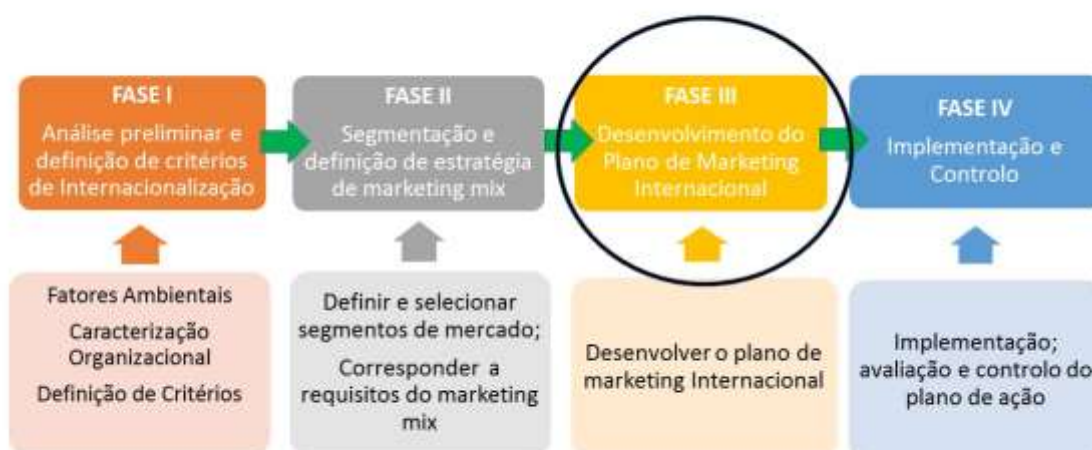 FASE I
Análise preliminar e
definição de critérios
de Internacionalização
FASE II
Segmentação e
definição de estratégia
de marketing mix
FASE III
Desenvolvimento do
Plano de Marketing
Internacional
FASE IV
Implementação e
Controlo
Fatores Ambientais
Caracterização
Organizacional
Definição de Critérios
Definir e selecionar
segmentos de mercado;
Corresponder a
requisitos do marketing
mix
Desenvolver o plano de
marketing Internacional
Implementação;
avaliação e controlo do
plano de ação